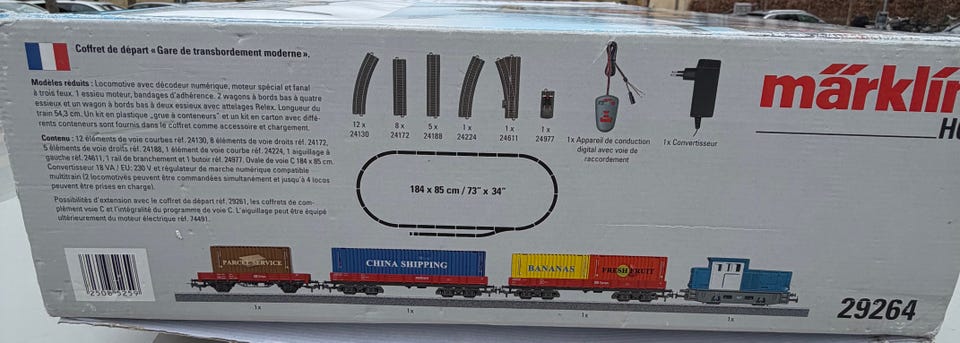 Coffret de départ «Gare de transbordement moderne».
Modèles réduits : Locomotive avec décodeur numérique, moteur spécial et fanal
à trois feux. 1 essieu moteur, bandages d'adhérence. 2 wagons à bords bas à quatre
essieux et un wagon à bords bas à deux essieux avec attelages Relex. Longueur du
train 54,3 cm. Un kit en plastique „grue à conteneurs" et un kit en carton avec diffé-
rents conteneurs sont fournis dans le coffret comme accessoire et chargement.
Contenu : 12 éléments de voie courbes réf. 24130, 8 éléments de voie droits réf. 24172,
5 éléments de voie droits réf. 24188, 1 élément de voie courbe réf. 24224, 1 aiguillage à
gauche réf. 24611, 1 rail de branchement et 1 butoir réf. 24977. Ovale de voie C 184 x 85 cm.
Convertisseur 18 VA / EU: 230 V et régulateur de marche numérique compatible
multitrain (2 locomotives peuvent être commandées simultanément et jusqu'à 4 locos
peuvent être prises en charge).
Possibilités d'extension avec le coffret de départ réf. 29261, les coffrets de com-
plément voie C et l'intégralité du programme de voie C. L'aiguillage peut être équipé
ultérieurement du moteur électrique réf. 74491.
12 x
24130
8 x
24172
5 x
24188
1 x
24224
1 x
24611
1 x
24977
1x Appareil de conduction
digital avec voie de
raccordement
1x Convertisseur
märklin
H0
184 x 85 cm / 73" x 34"
PARCEL SERVICE
CHINA SHIPPING
BANANAS
FRESH FRUIT
1x
1x
1x
1x
29264